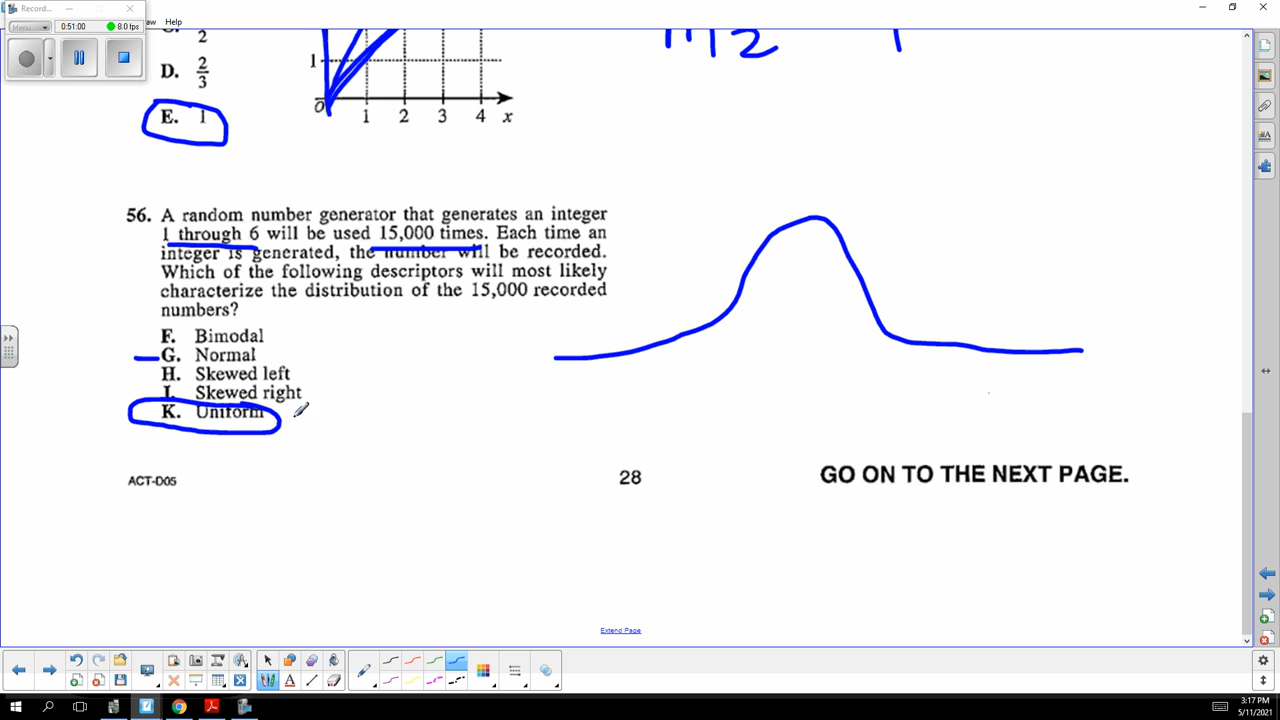 Record...
Menu
0:51:00
8.0 fps
Help
2
D. 2/3
E. 1
1
0
1 2 3 4 x
m2
56. A random number generator that generates an integer
1 through 6 will be used 15,000 times. Each time an
integer is generated, the number will be recorded.
Which of the following descriptors will most likely
characterize the distribution of the 15,000 recorded
numbers?
F. Bimodal
G. Normal
H. Skewed left
J. Skewed right
K. Uniform
ACT-D05
28
GO ON TO THE NEXT PAGE.
Extend Page
3:17 PM
5/11/2021